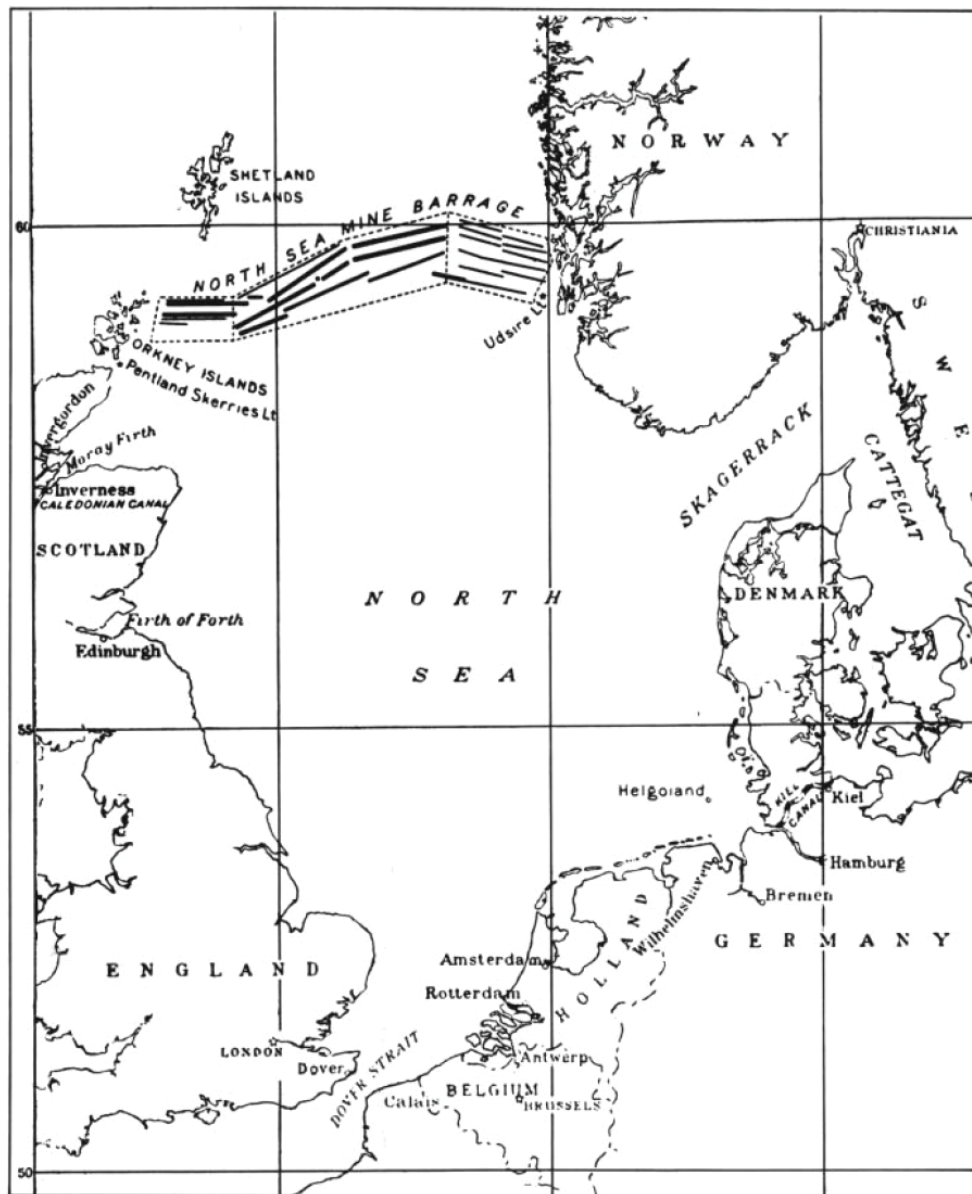 NORWAY
SHETLAND
ISLANDS
60
NORTH SEA MINE BARRAGE
CHRISTIANIA
Udsire Lt
ORKNEY ISLANDS
Pentland Skerries Lt
SWE
Moray Firth
Inverness
CALEDONIAN CANAL
SKAGERRACK
CATTEGAT
SCOTLAND
NORTH
SEA
DENMARK
Firth of Forth
Edinburgh
55
Helgoland
CANAL
Kiel
Hamburg
Bremen
Wilhelmshaven
GERMANY
HOLLAND
ENGLAND
Amsterdam
Rotterdam
LONDON
Dover
DOVER STRAIT
Antwerp
BELGIUM
Calais
BRUSSELS
50